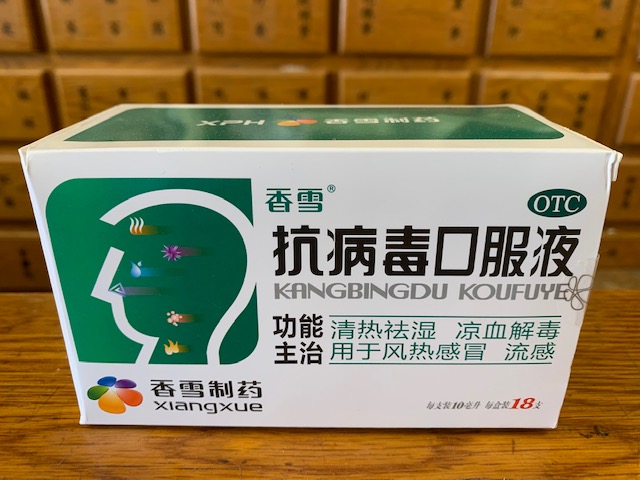 XPH 香雪制药
香雪®
OTC
抗病毒口服液
KANGBINGDU KOUFUYE
功能 清热祛湿 凉血解毒
主治 用于风热感冒 流感
香雪制药
xiangxue
每支装10毫升 每盒装18支